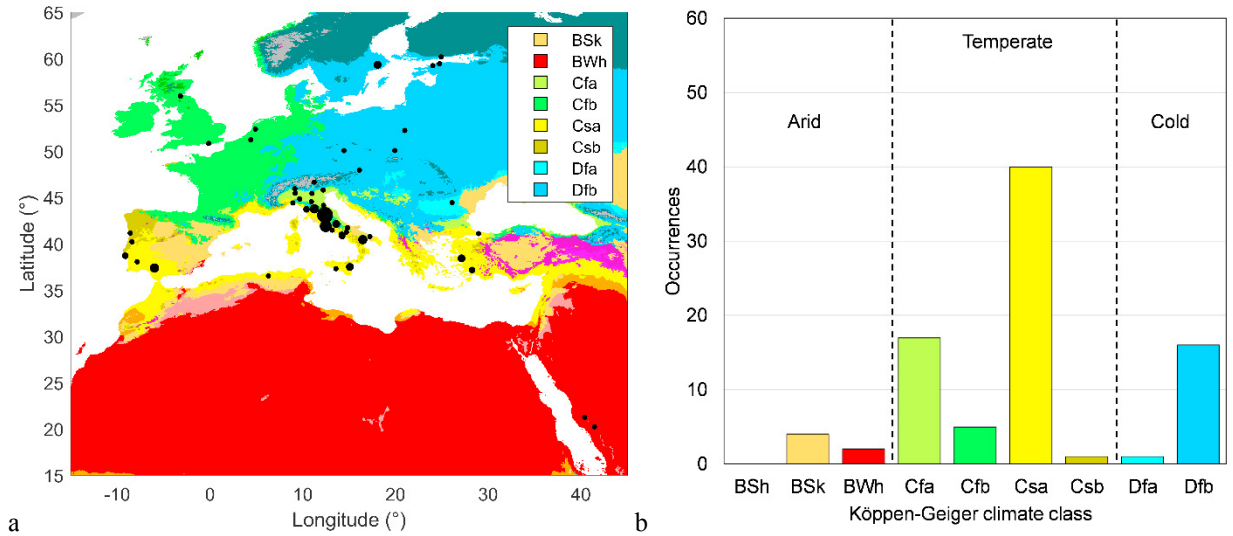 65
60
55
50
45
40
35
30
25
20
15
Latitude (°)
-10 0 10 20 30 40
Longitude (°)
BSk
BWh
Cfa
Cfb
Csa
Csb
Dfa
Dfb
a
60
50
40
30
20
10
0
Occurrences
Temperate
Arid
Cold
BSh BSk BWh Cfa Cfb Csa Csb Dfa Dfb
Köppen-Geiger climate class
b